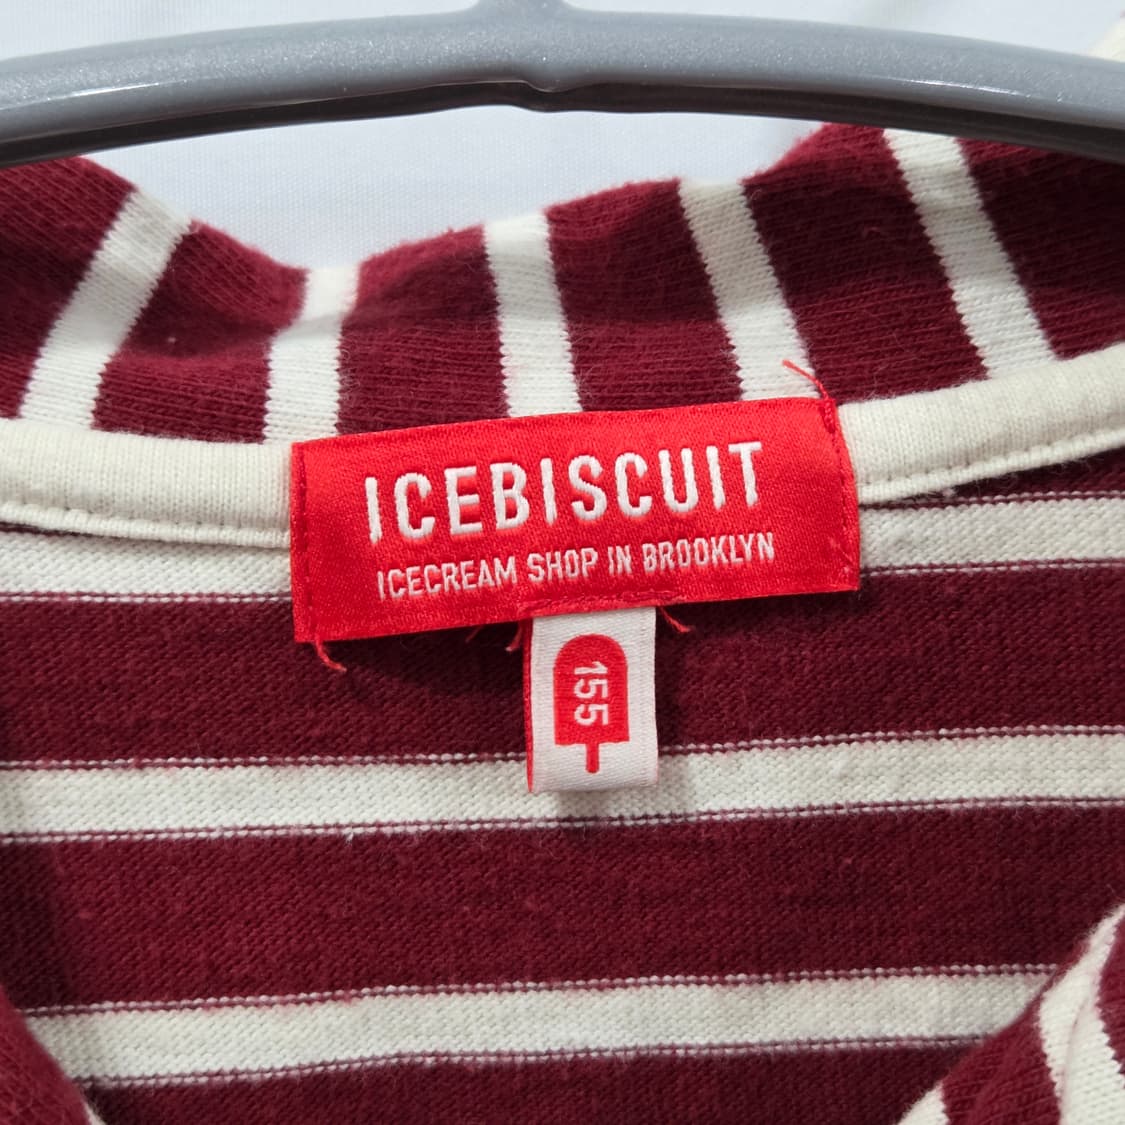 ICEBISCUIT
ICECREAM SHOP IN BROOKLYN
155